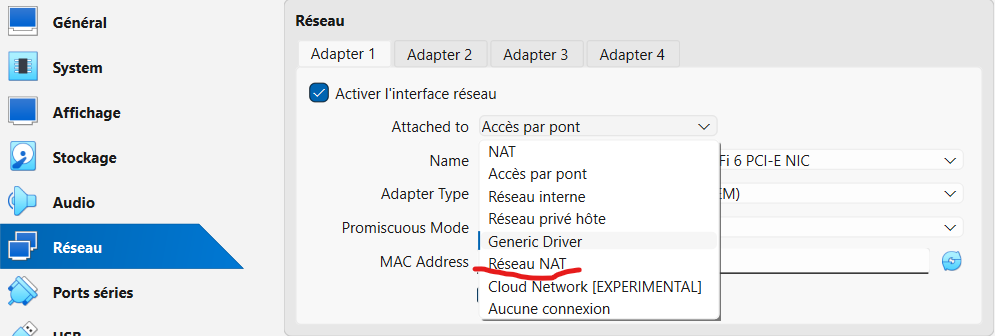 Général
System
Affichage
Stockage
Audio
Réseau
Ports séries
Réseau
Adapter 1 Adapter 2 Adapter 3 Adapter 4
Activer l'interface réseau
Attached to Accès par pont
NAT
Name Fi 6 PCI-E NIC
Accès par pont
Adapter Type EM)
Réseau interne
Réseau privé hôte
Promiscuous Mode
Generic Driver
MAC Address
Réseau NAT
Cloud Network [EXPERIMENTAL]
Aucune connexion